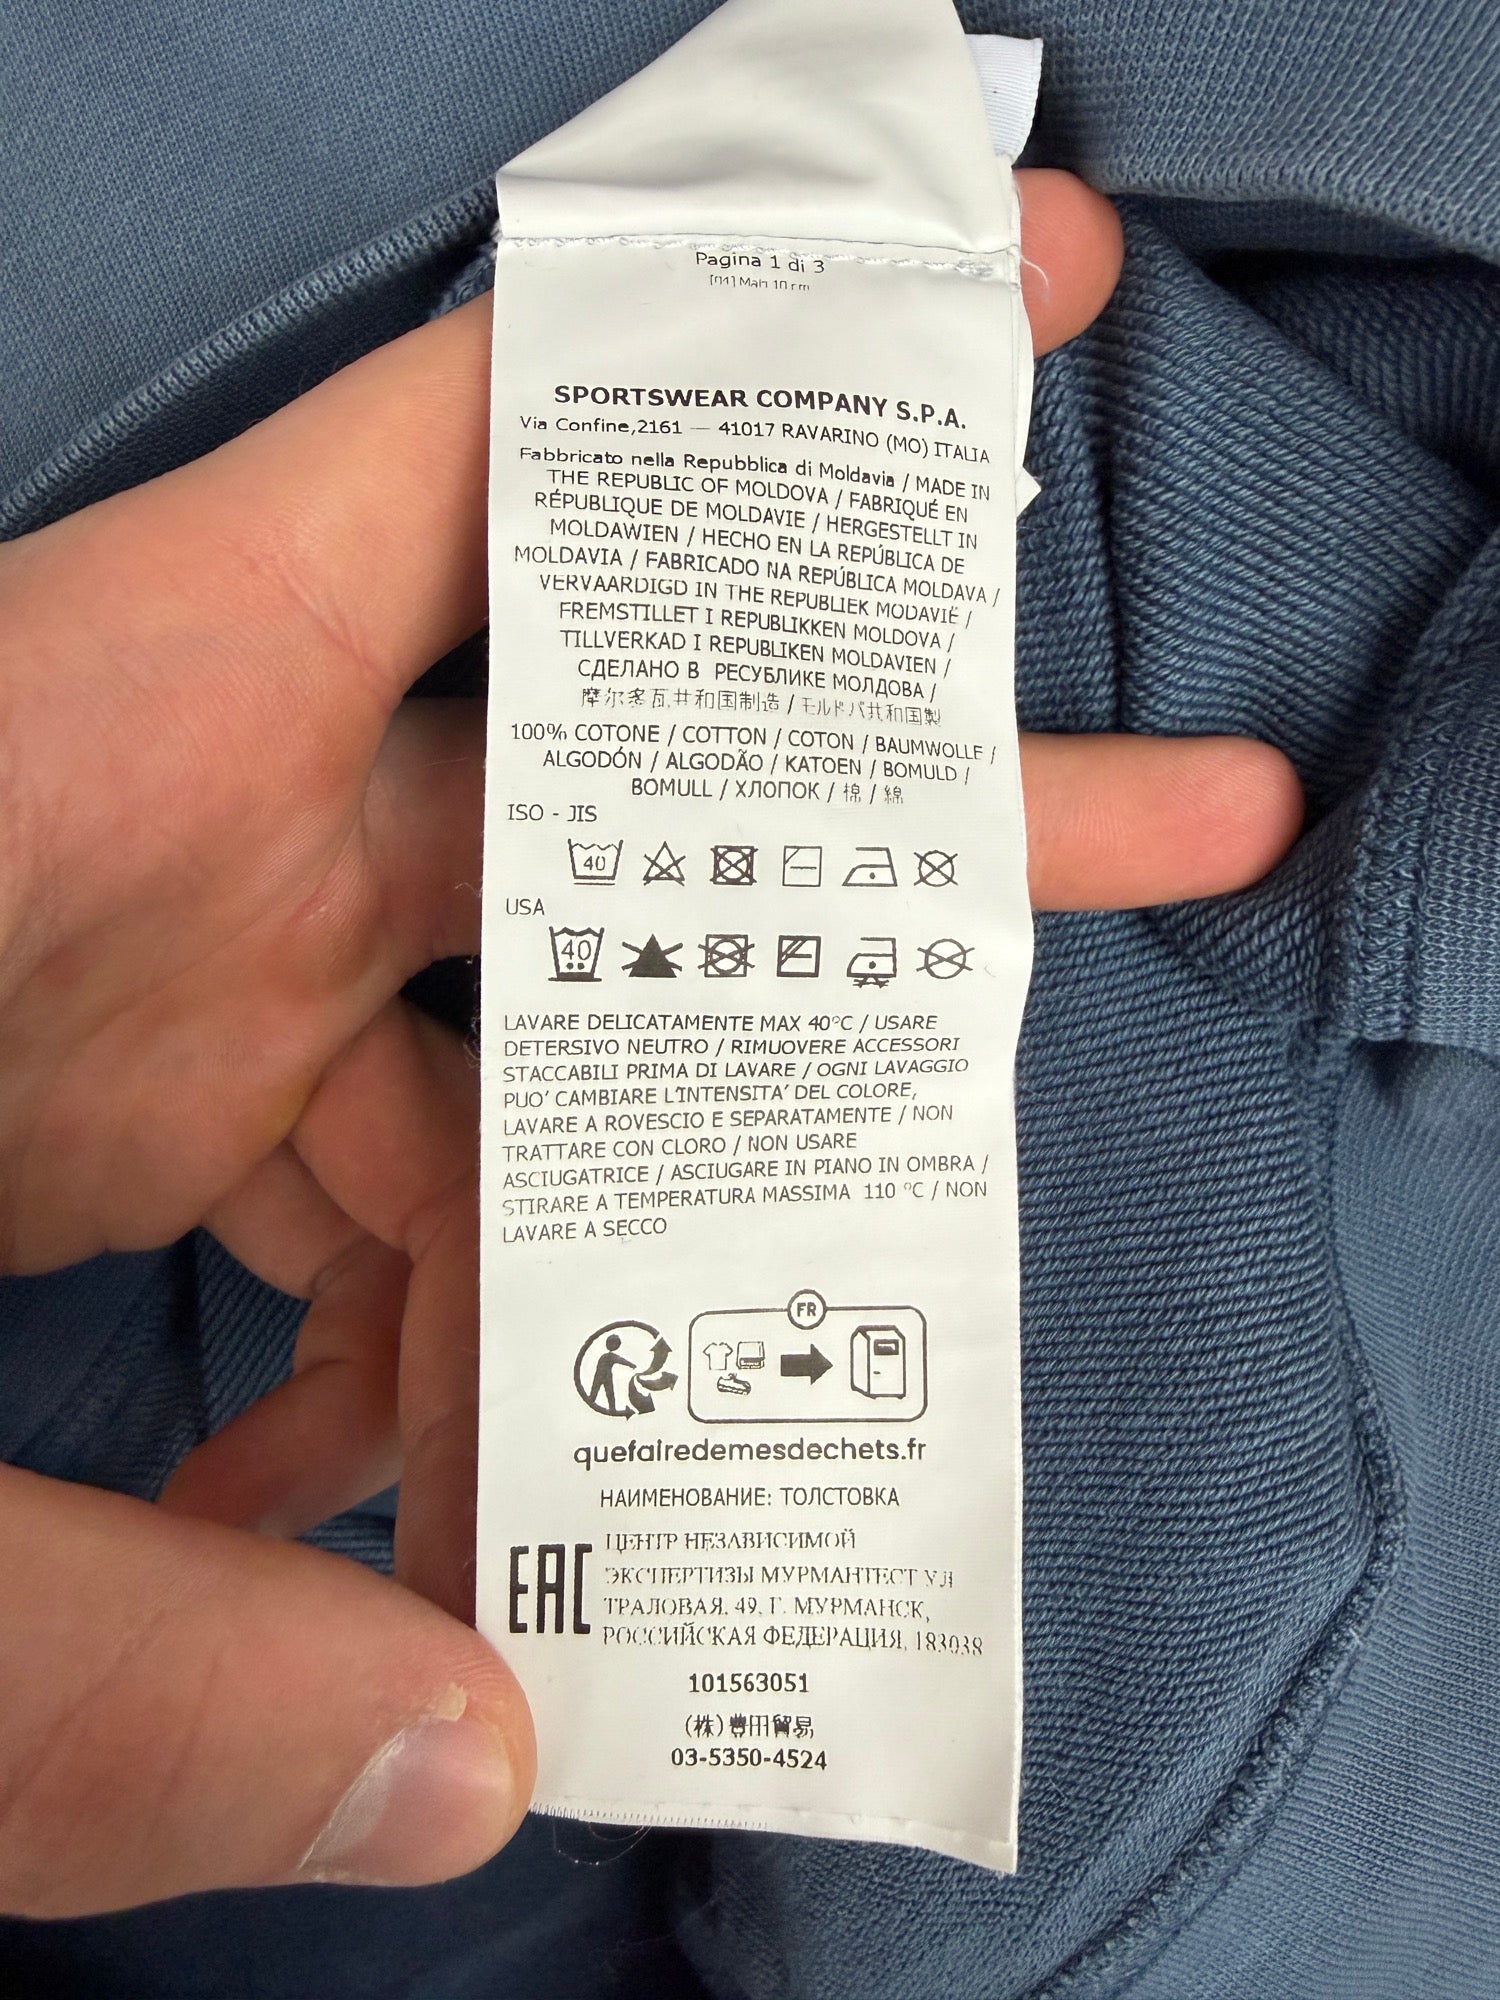 Pagina 1 di 3
SPORTSWEAR COMPANY S.P.A.
Via Confine,2161 — 41017 RAVARINO (MO) ITALIA
Fabbricato nella Repubblica di Moldavia / MADE IN
THE REPUBLIC OF MOLDOVA / FABRIQUÉ EN
RÉPUBLIQUE DE MOLDAVIE / HERGESTELLT IN
MOLDAWIEN / HECHO EN LA REPÚBLICA DE
MOLDAVIA / FABRICADO NA REPÚBLICA MOLDAVA /
VERVAARDIGD IN THE REPUBLIEK MODAVIË /
FREMSTILLET I REPUBLIKKEN MOLDOVA /
TILLVERKAD I REPUBLIKEN MOLDAVIEN /
СДЕЛАНО В РЕСУБЛИКЕ МОЛДОВА /
摩尔多瓦共和国制造 / モルドバ共和国製
100% COTONE / COTTON / COTON / BAUMWOLLE /
ALGODÓN / ALGODÃO / KATOEN / BOMULD /
BOMULL / ХЛОПОК / 棉 / 綿
ISO - JIS
40
USA
40
LAVARE DELICATAMENTE MAX 40°C / USARE
DETERSIVO NEUTRO / RIMUOVERE ACCESSORI
STACCABILI PRIMA DI LAVARE / OGNI LAVAGGIO
PUO' CAMBIARE L'INTENSITA' DEL COLORE,
LAVARE A ROVESCIO E SEPARATAMENTE / NON
TRATTARE CON CLORO / NON USARE
ASCIUGATRICE / ASCIUGARE IN PIANO IN OMBRA /
STIRARE A TEMPERATURA MASSIMA 110 °C / NON
LAVARE A SECCO
FR
quefairedemesdechets.fr
НАИМЕНОВАНИЕ: ТОЛСТОВКА
EAC
ЦЕНТР НЕЗАВИСИМОЙ
ЭКСПЕРТИЗЫ МУРМАНТЕСТ УЛ
ТРАЛОВАЯ, 49, Г. МУРМАНСК,
РОССИЙСКАЯ ФЕДЕРАЦИЯ, 183038
101563051
(株)豊田貿易
03-5350-4524